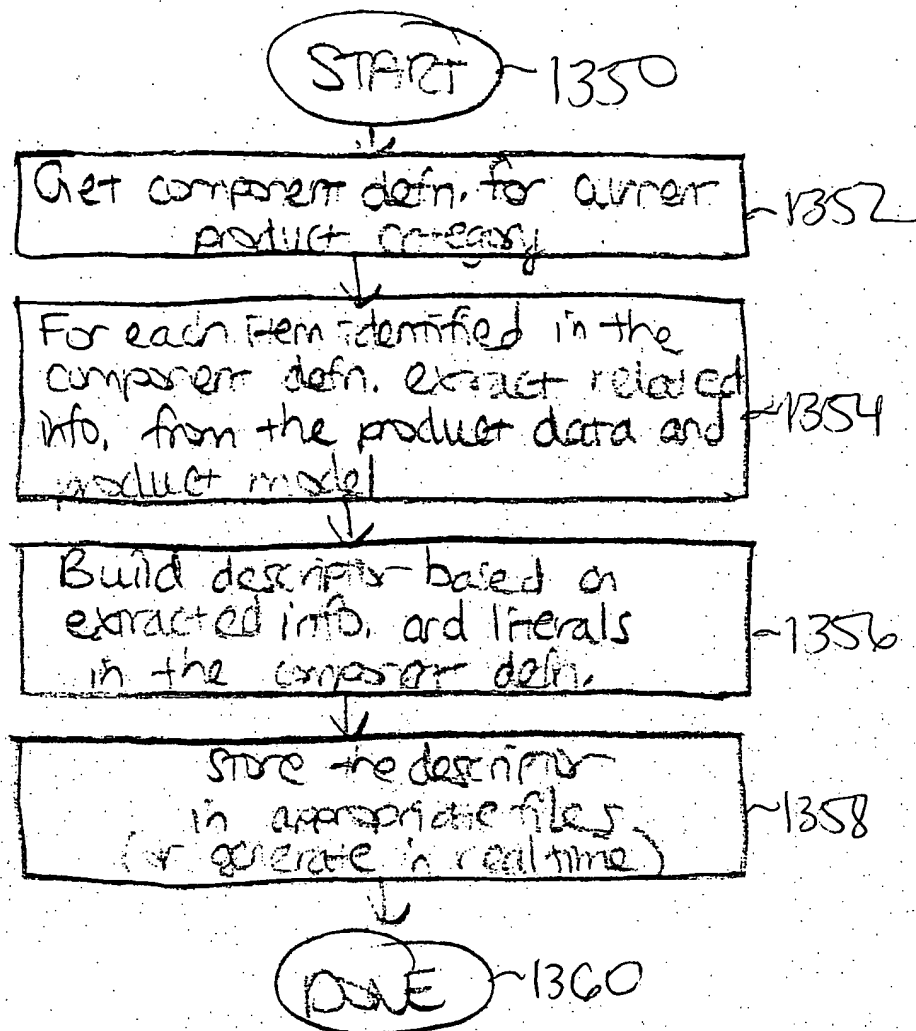 START ~1350
Get component defn. for current
product category
~1352
For each item identified in the
component defn. extract related
info. from the product data and
product model
~1354
Build descriptor based on
extracted info. and literals
in the component defn.
~1356
store the descriptor
in appropriate files
(or generate in real time)
~1358
DONE ~1360